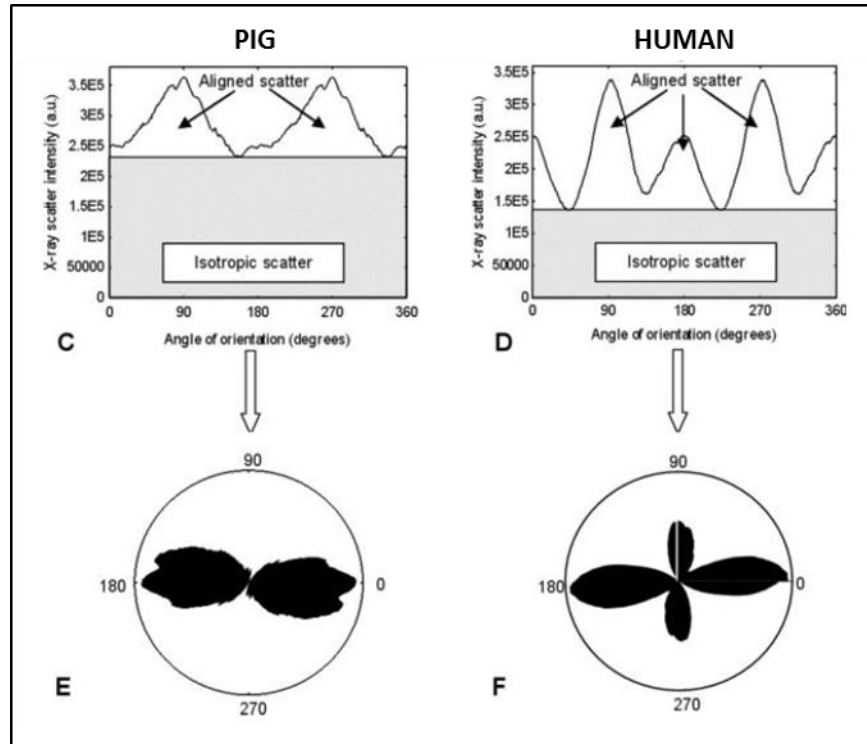 PIG
HUMAN
X-ray scatter intensity (a.u.)
3.5E5
3E5
2.5E5
2E5
1.5E5
1E5
50000
0
Aligned scatter
Isotropic scatter
0 90 180 270 360
Angle of orientation (degrees)
C
X-ray scatter intensity (a.u.)
3.5E5
3E5
2.5E5
2E5
1.5E5
1E5
50000
0
Aligned scatter
Isotropic scatter
0 90 180 270 360
Angle of orientation (degrees)
D
90
180
0
270
E
90
180
0
270
F